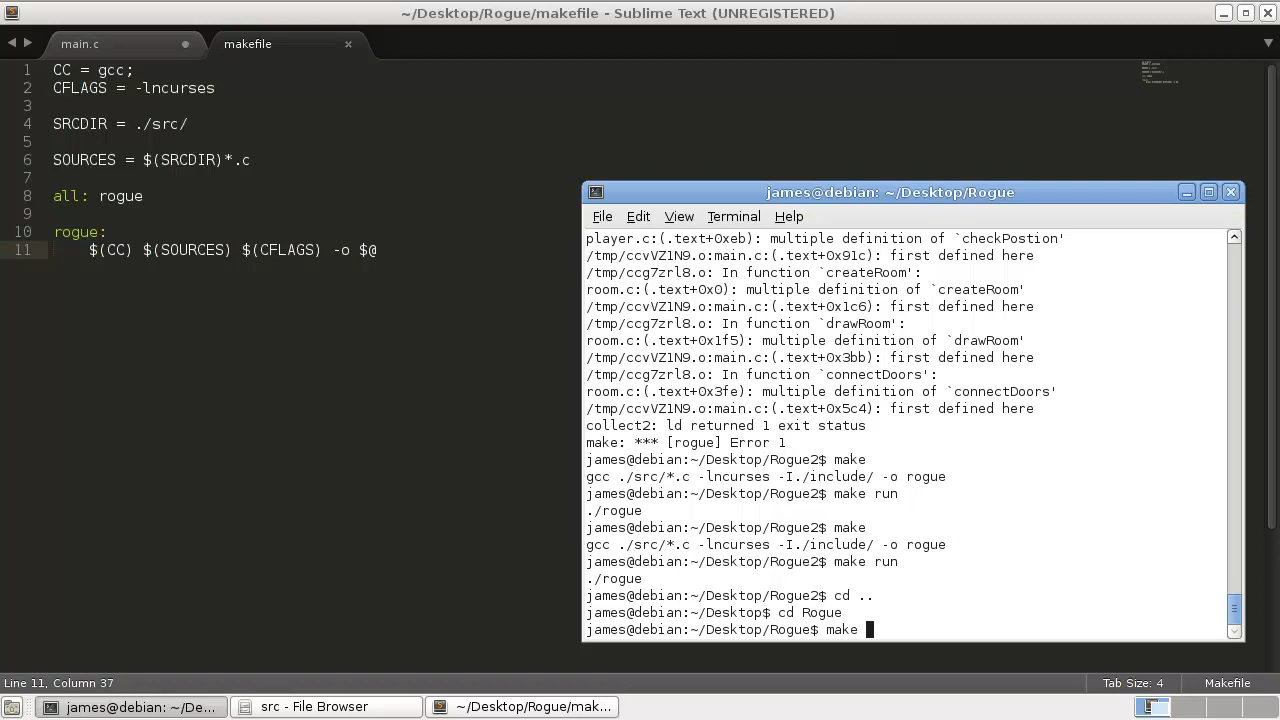 ~/Desktop/Rogue/makefile - Sublime Text (UNREGISTERED)
main.c
makefile
1 CC = gcc;
2 CFLAGS = -lncurses
3
4 SRCDIR = ./src/
5
6 SOURCES = $(SRCDIR)*.c
7
8 all: rogue
9
10 rogue:
11 $(CC) $(SOURCES) $(CFLAGS) -o $@
james@debian: ~/Desktop/Rogue
File Edit View Terminal Help
player.c:(.text+0xeb): multiple definition of `checkPostion'
/tmp/ccvVZ1N9.o:main.c:(.text+0x91c): first defined here
/tmp/ccg7zrl8.o: In function `createRoom':
room.c:(.text+0x0): multiple definition of `createRoom'
/tmp/ccvVZ1N9.o:main.c:(.text+0x1c6): first defined here
/tmp/ccg7zrl8.o: In function `drawRoom':
room.c:(.text+0x1f5): multiple definition of `drawRoom'
/tmp/ccvVZ1N9.o:main.c:(.text+0x3bb): first defined here
/tmp/ccg7zrl8.o: In function `connectDoors':
room.c:(.text+0x3fe): multiple definition of `connectDoors'
/tmp/ccvVZ1N9.o:main.c:(.text+0x5c4): first defined here
collect2: ld returned 1 exit status
make: *** [rogue] Error 1
james@debian:~/Desktop/Rogue2$ make
gcc ./src/*.c -lncurses -I./include/ -o rogue
james@debian:~/Desktop/Rogue2$ make run
./rogue
james@debian:~/Desktop/Rogue2$ make
gcc ./src/*.c -lncurses -I./include/ -o rogue
james@debian:~/Desktop/Rogue2$ make run
./rogue
james@debian:~/Desktop/Rogue2$ cd ..
james@debian:~/Desktop$ cd Rogue
james@debian:~/Desktop/Rogue$ make
Line 11, Column 37
Tab Size: 4
Makefile
james@debian: ~/De...
src - File Browser
~/Desktop/Rogue/mak...